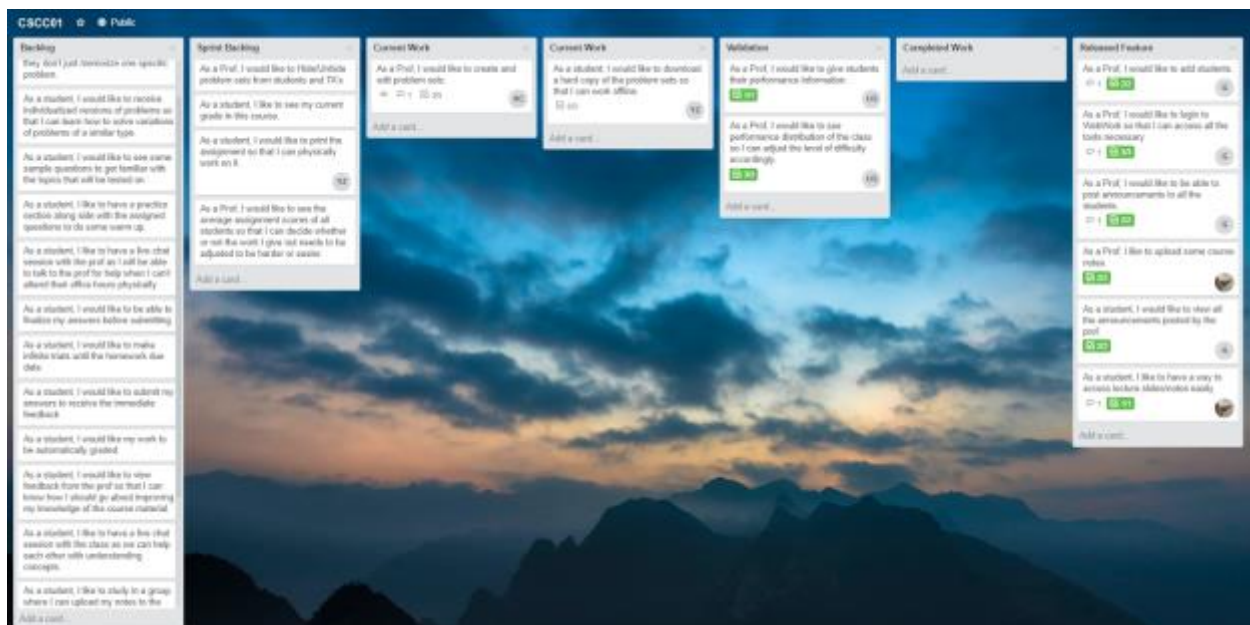 CSCC01 Public
Backlog
they don't just memorize one specific
problem.
As a student, I would like to receive
individualized versions of problems so
that I can learn how to solve variations
of problems of a similar type.
As a student, I would like to see some
sample questions to get familiar with
the topics that will be tested on
As a student, I like to have a practice
section along side with the assigned
questions to do some warm up.
As a student, I like to have a live chat
session with the prof as I will be able
to talk to the prof for help when I can't
attend their office hours physically
As a student, I would like to be able to
finalize my answers before submitting
As a student, I would like to make
infinite trials until the homework due
date.
As a student, I would like to submit my
answers to receive the immediate
feedback
As a student, I would like my work to
be automatically graded
As a student, I would like to view
feedback from the prof so that I can
know how I should go about improving
my knowledge of the course material
As a student, I like to have a live chat
session with the class as we can help
each other with understanding
concepts.
As a student, I like to study in a group
where I can upload my notes to the
Add a card...
Sprint Backlog
As a Prof, I would like to Hide/Unhide
problem sets from students and TA's
As a student, I like to see my current
grade in this course.
As a student, I would like to print the
assignment so that I can physically
work on it.
As a Prof, I would like to see the
average assignment scores of all
students so that I can decide whether
or not the work I give out needs to be
adjusted to be harder or easier.
Add a card...
Current Work
As a Prof, I would like to create and
edit problem sets.
1
Add a card...
Current Work
As a student, I would like to download
a hard copy of the problem sets so
that I can work offline
Add a card...
Validation
As a Prof, I would like to give students
their performance information.
As a Prof, I would like to see
performance distribution of the class
so I can adjust the level of difficulty
accordingly.
Add a card...
Completed Work
Add a card...
Released Feature
As a Prof, I would like to add students.
1
As a Prof, I would like to login to
WebWork so that I can access all the
tools necessary
1
As a Prof, I would like to be able to
post announcements to all the
students.
1
As a Prof, I like to upload some course
notes.
As a student, I would like to view all
the announcements posted by the
prof
As a student, I like to have a way to
access lecture slides/notes easily
1
Add a card...